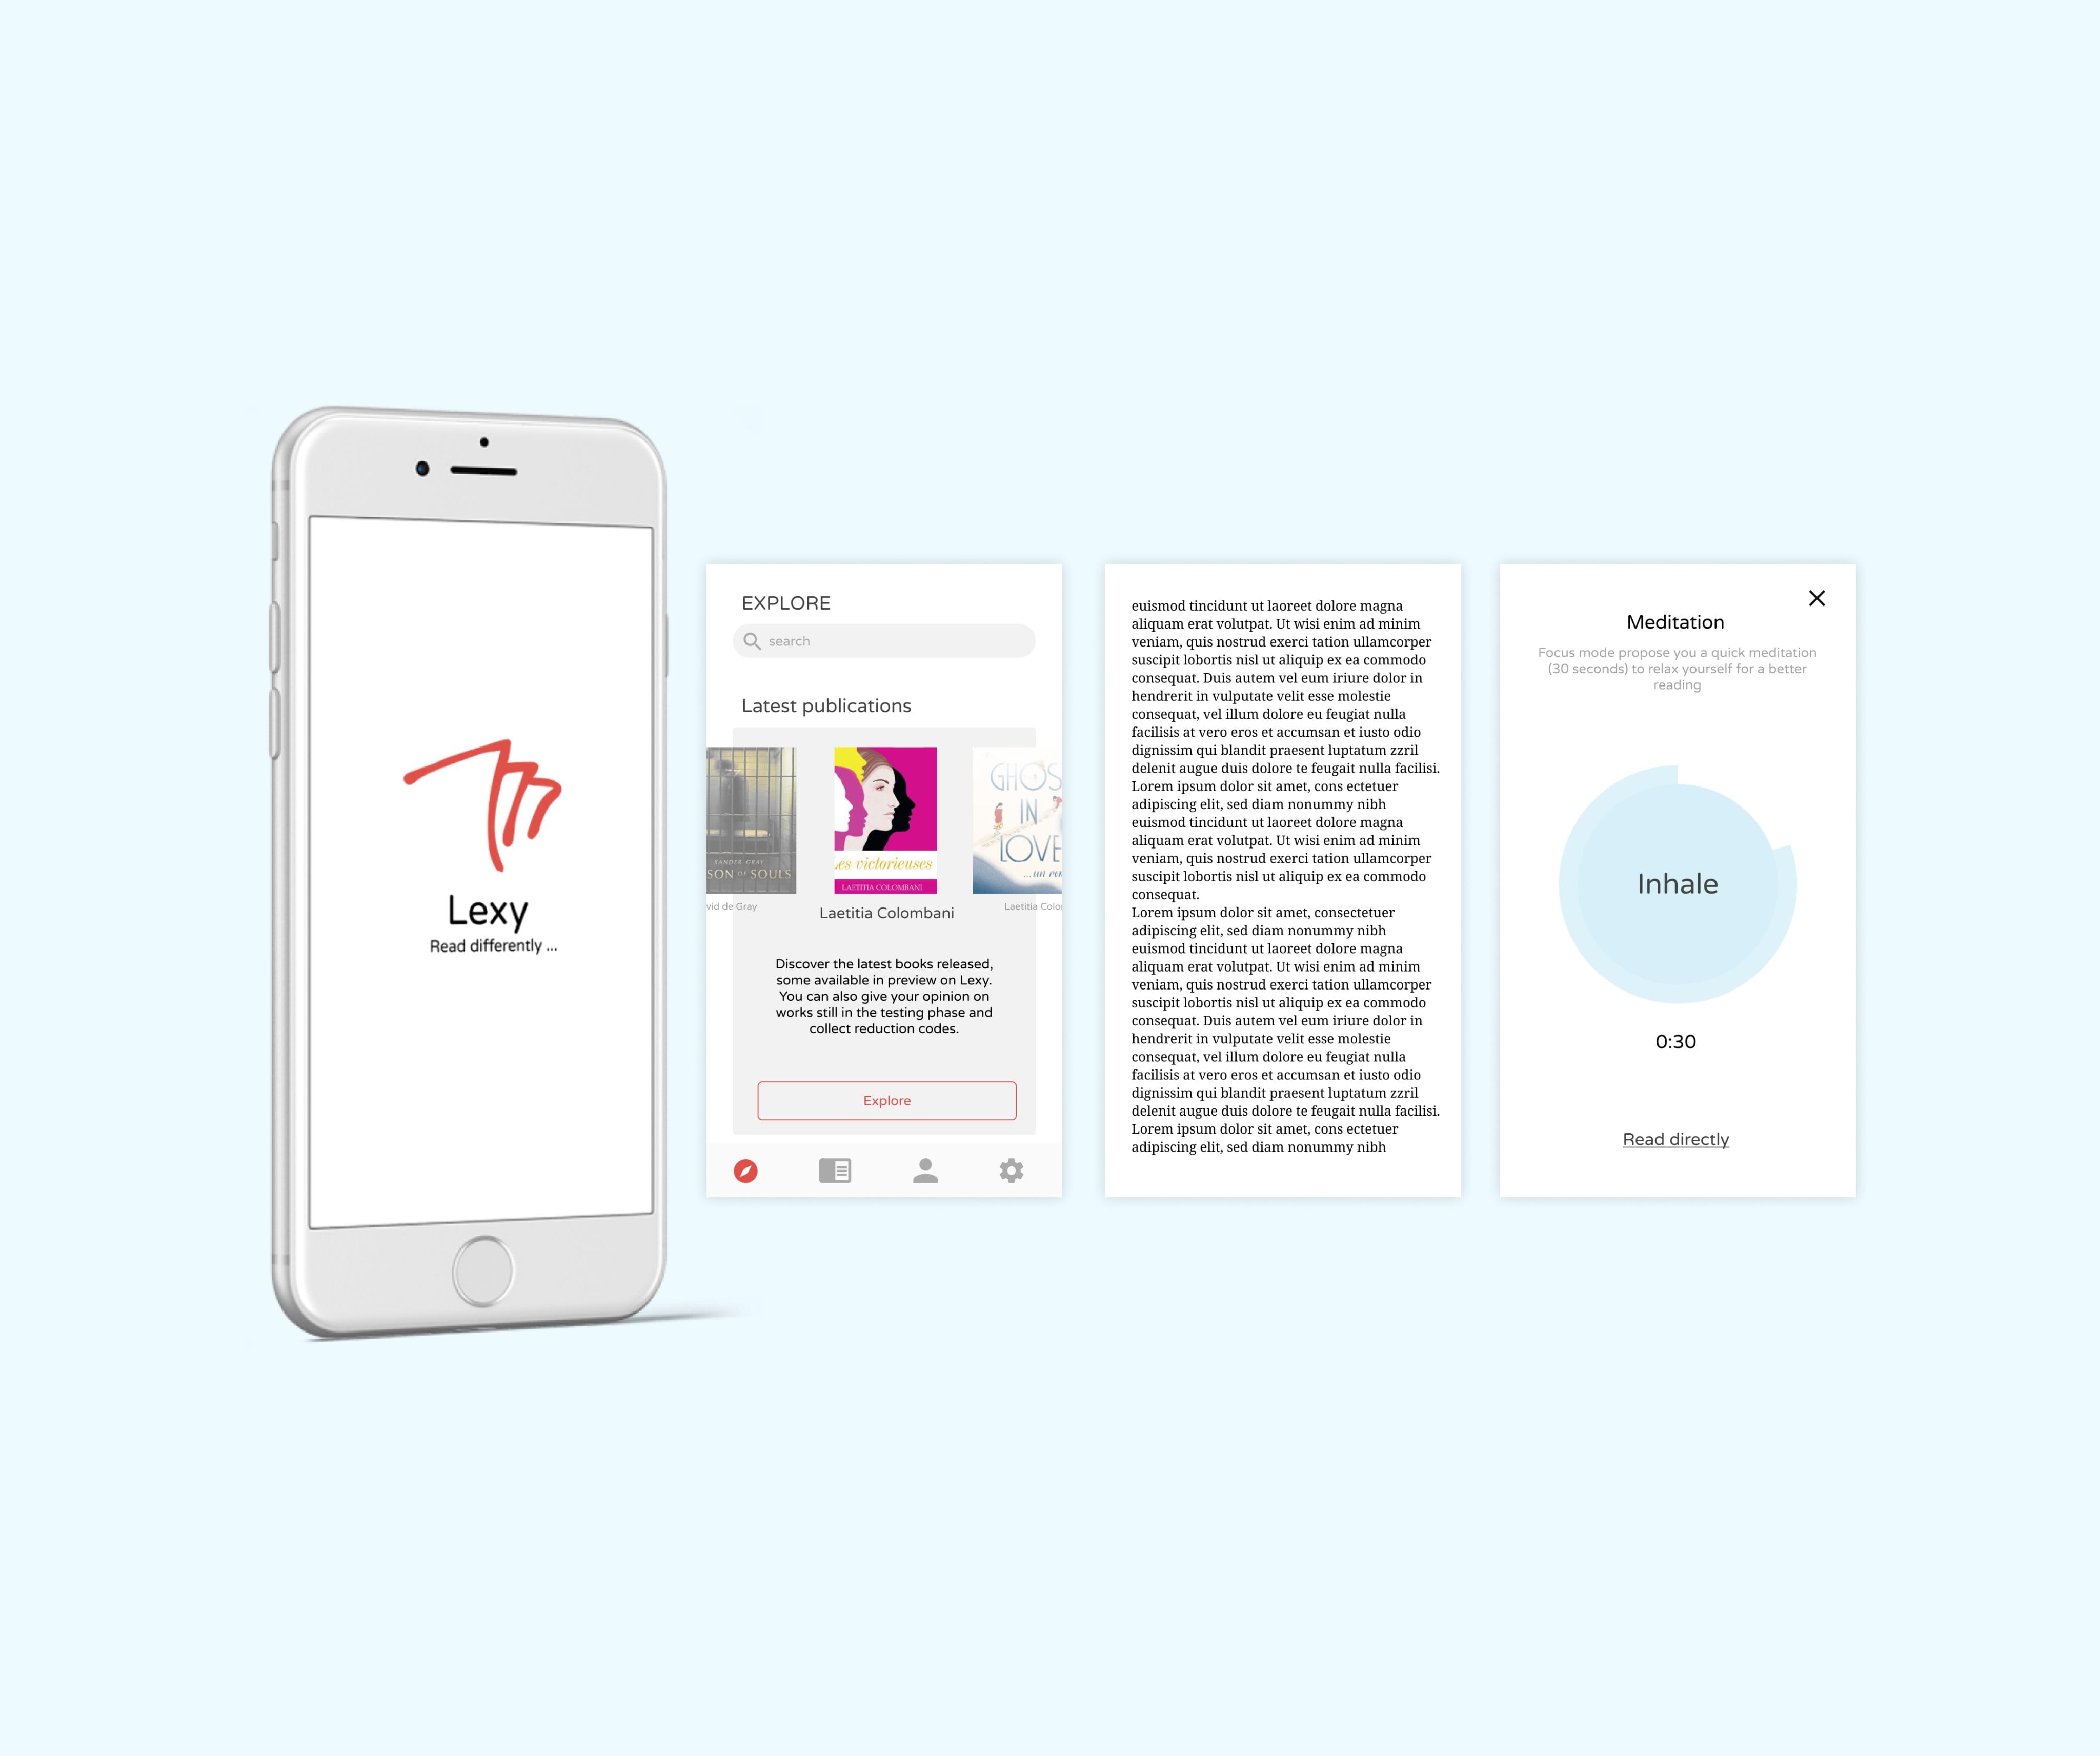 Lexy
Read differently ...
EXPLORE
search
Latest publications
XANDER GRAY
SON OF SOULS
vid de Gray
Les victorieuses
LAETITIA COLOMBANI
Laetitia Colombani
GHOS
IN
LOVE
...un ro
Laetitia Colo
Discover the latest books released,
some available in preview on Lexy.
You can also give your opinion on
works still in the testing phase and
collect reduction codes.
Explore
euismod tincidunt ut laoreet dolore magna
aliquam erat volutpat. Ut wisi enim ad minim
veniam, quis nostrud exerci tation ullamcorper
suscipit lobortis nisl ut aliquip ex ea commodo
consequat. Duis autem vel eum iriure dolor in
hendrerit in vulputate velit esse molestie
consequat, vel illum dolore eu feugiat nulla
facilisis at vero eros et accumsan et iusto odio
dignissim qui blandit praesent luptatum zzril
delenit augue duis dolore te feugait nulla facilisi.
Lorem ipsum dolor sit amet, cons ectetuer
adipiscing elit, sed diam nonummy nibh
euismod tincidunt ut laoreet dolore magna
aliquam erat volutpat. Ut wisi enim ad minim
veniam, quis nostrud exerci tation ullamcorper
suscipit lobortis nisl ut aliquip ex ea commodo
consequat.
Lorem ipsum dolor sit amet, consectetuer
adipiscing elit, sed diam nonummy nibh
euismod tincidunt ut laoreet dolore magna
aliquam erat volutpat. Ut wisi enim ad minim
veniam, quis nostrud exerci tation ullamcorper
suscipit lobortis nisl ut aliquip ex ea commodo
consequat. Duis autem vel eum iriure dolor in
hendrerit in vulputate velit esse molestie
consequat, vel illum dolore eu feugiat nulla
facilisis at vero eros et accumsan et iusto odio
dignissim qui blandit praesent luptatum zzril
delenit augue duis dolore te feugait nulla facilisi.
Lorem ipsum dolor sit amet, cons ectetuer
adipiscing elit, sed diam nonummy nibh
Meditation
Focus mode propose you a quick meditation
(30 seconds) to relax yourself for a better
reading
Inhale
0:30
Read directly